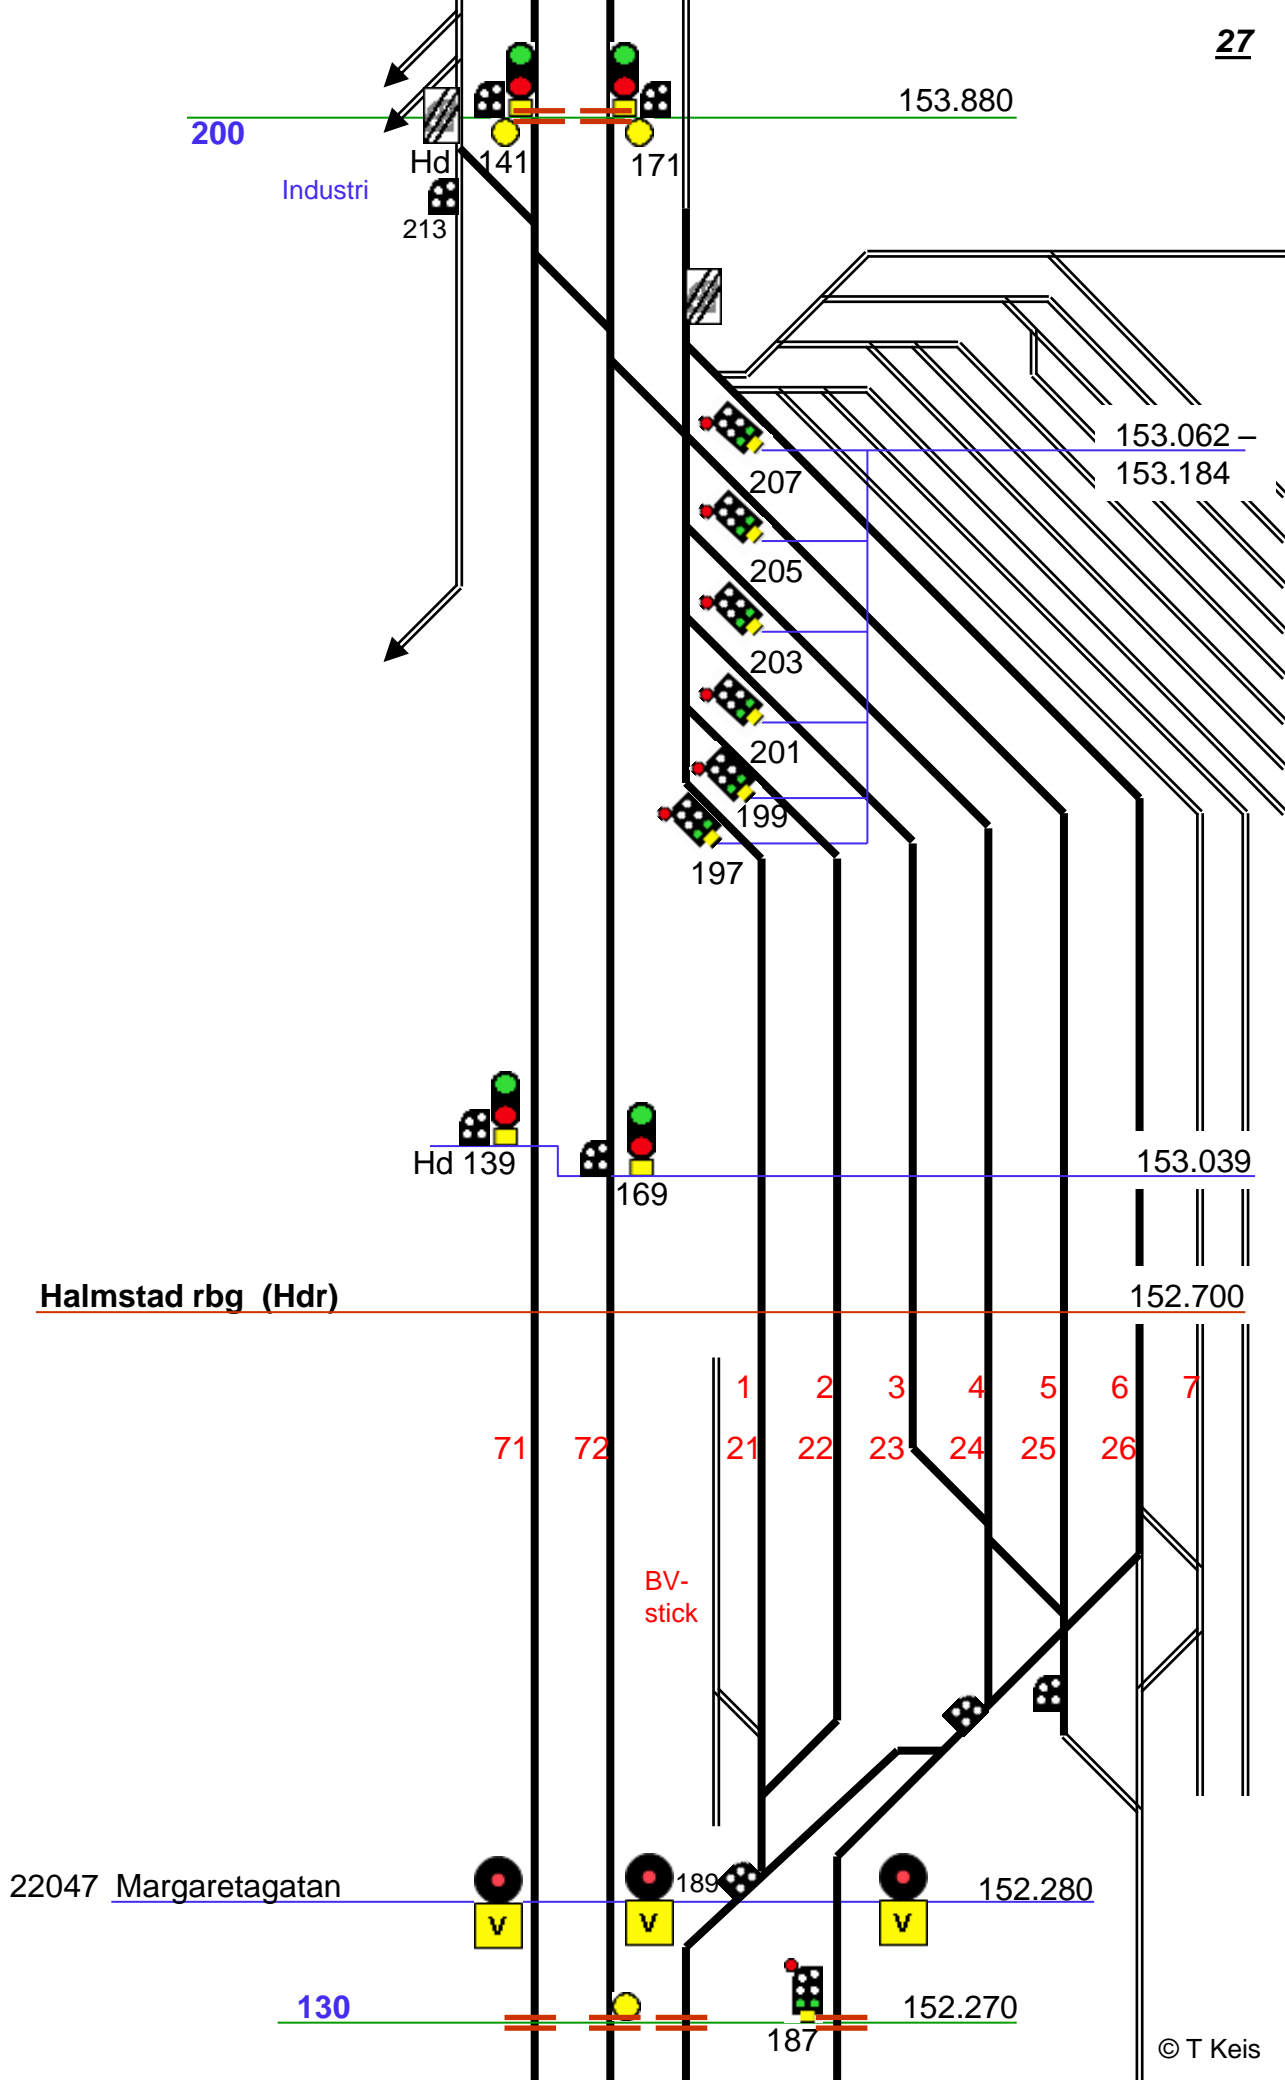 27
153.880
200
Hd 141 171
Industri
213
153.062 –
153.184
207
205
203
201
199
197
Hd 139
153.039
169
Halmstad rbg (Hdr)
152.700
1 2 3 4 5 6 7
71 72 21 22 23 24 25 26
BV-
stick
22047 Margaretagatan
189
152.280
V V V
130
152.270
187
© T Keis